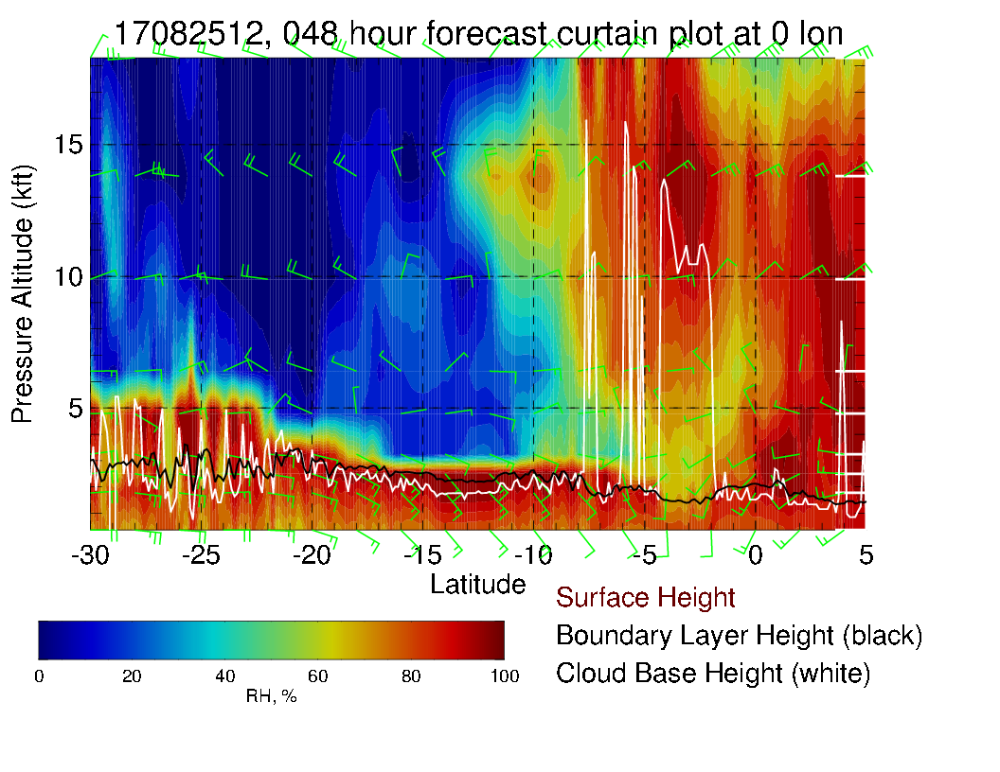 17082512, 048 hour forecast curtain plot at 0 lon
15
10
5
Pressure Altitude (kft)
-30 -25 -20 -15 -10 -5 0 5
Latitude
Surface Height
Boundary Layer Height (black)
Cloud Base Height (white)
0 20 40 60 80 100
RH, %